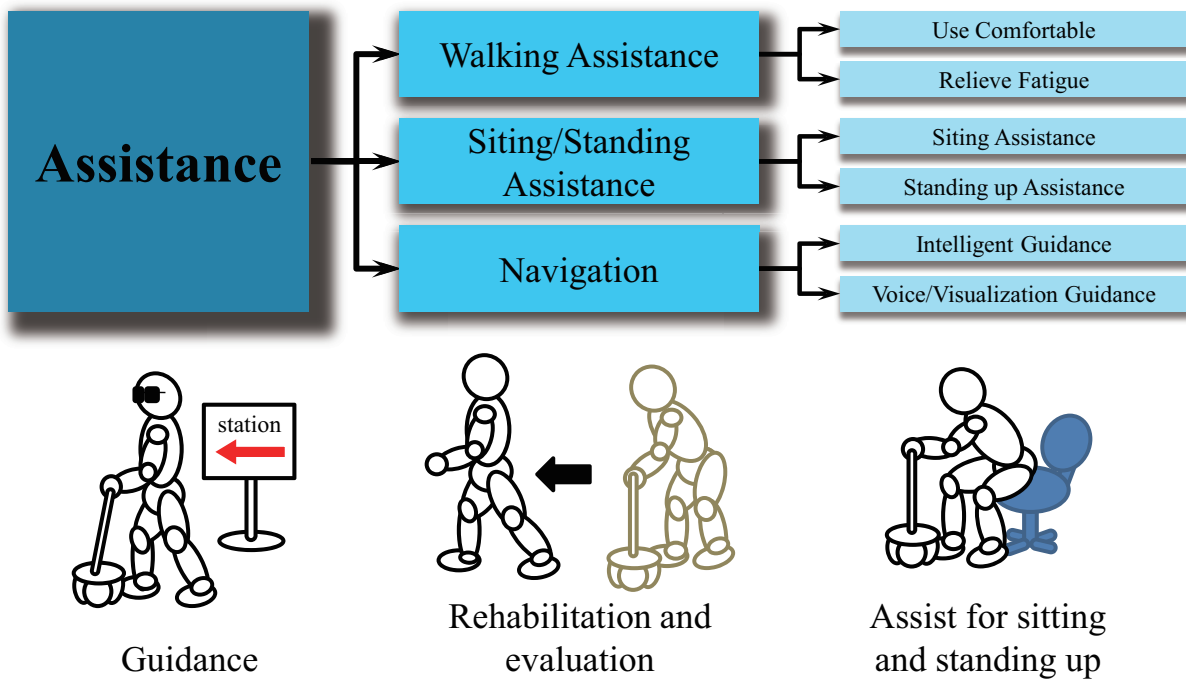 Assistance
Walking Assistance
Use Comfortable
Relieve Fatigue
Siting/Standing
Assistance
Siting Assistance
Standing up Assistance
Navigation
Intelligent Guidance
Voice/Visualization Guidance
station
Guidance
Rehabilitation and
evaluation
Assist for sitting
and standing up